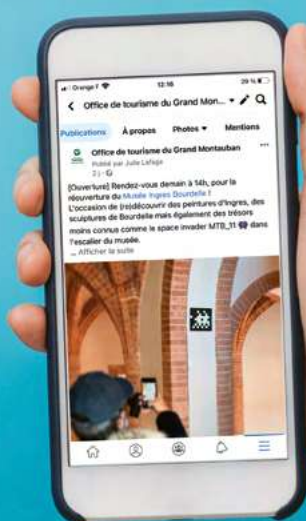 Orange F 12:16 29 %
Office de tourisme du Grand Mon...
Publications À propos Photos Mentions
Office de tourisme du Grand Montauban
Publié par Julie Lafage
2 j
[Ouverture] Rendez-vous demain à 14h, pour la
réouverture du Musée Ingres Bourdelle !
L'occasion de (re)découvrir des peintures d'Ingres, des
sculptures de Bourdelle mais également des trésors
moins connus comme le space invader MTB_11 👾 dans
l'escalier du musée.
... Afficher la suite